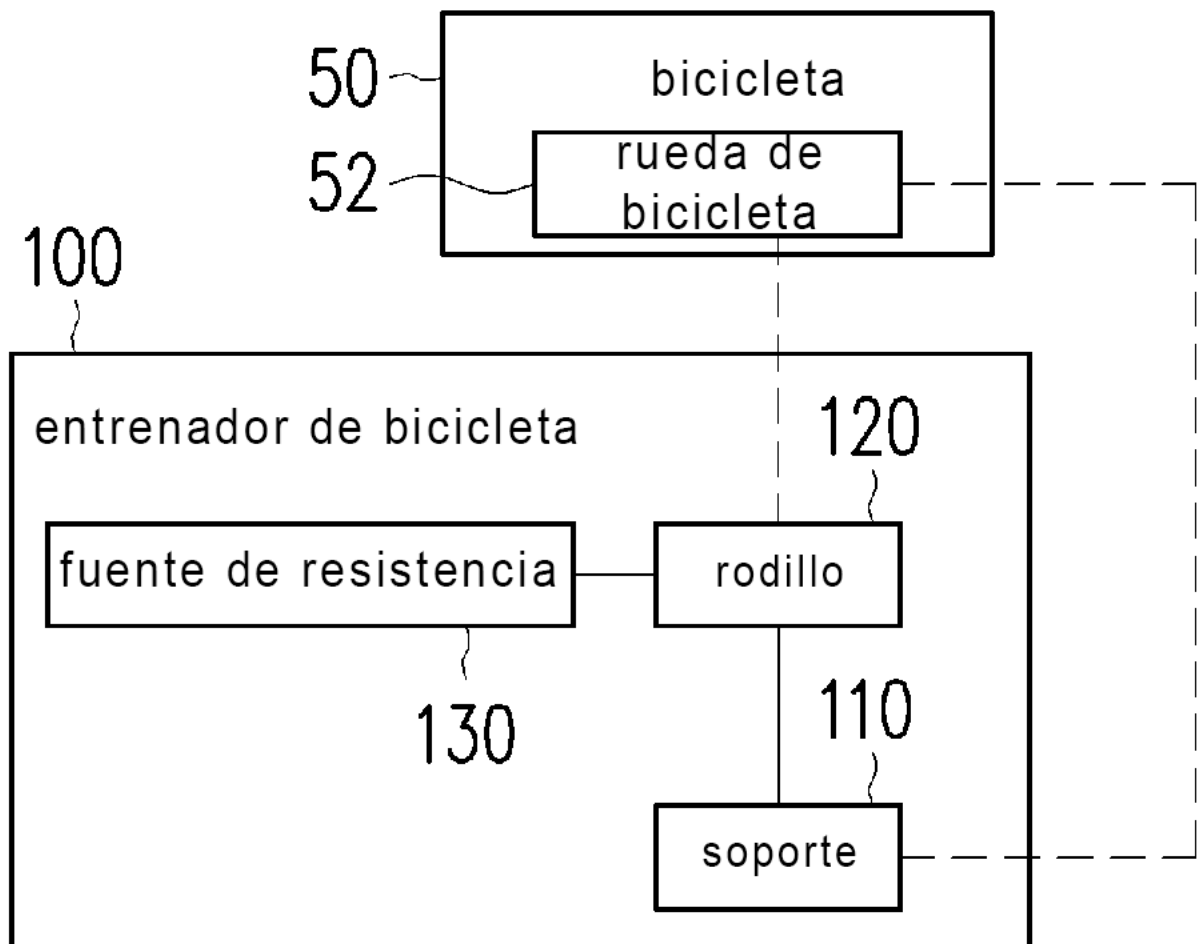 50
bicicleta
52
rueda de
bicicleta
100
entrenador de bicicleta
120
fuente de resistencia
rodillo
130
110
soporte